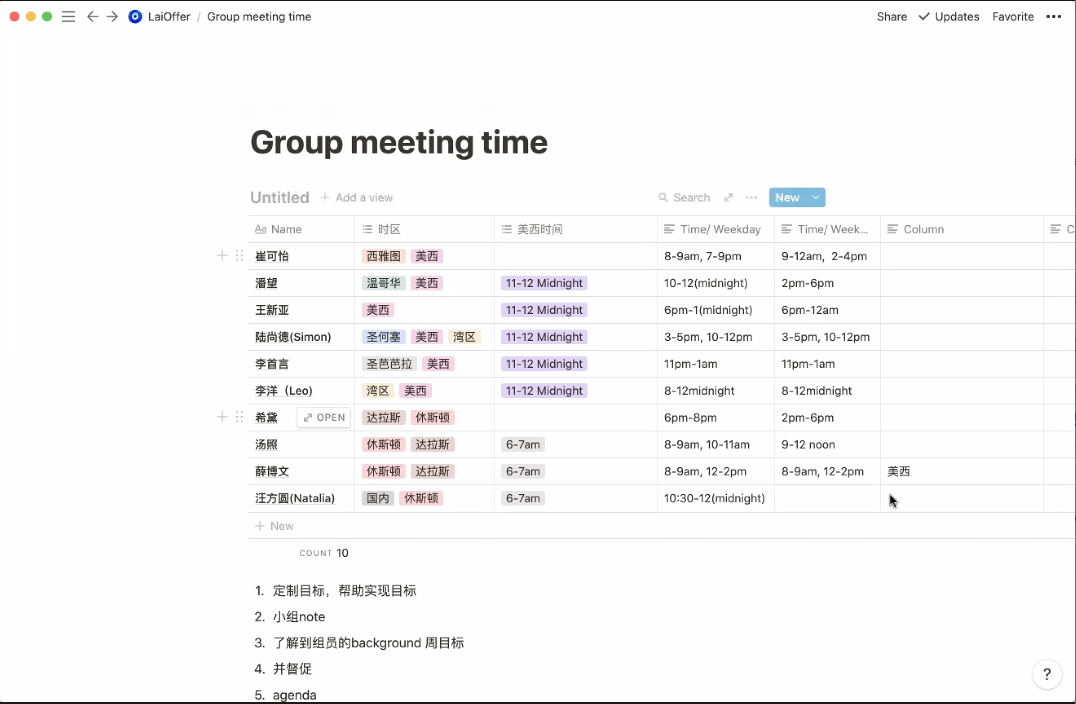 LaiOffer / Group meeting time Share Updates Favorite
Group meeting time
Untitled + Add a view Search New
Aa Name 时区 美西时间 Time/ Weekday Time/ Week... Column C
崔可怡 西雅图 美西 8-9am, 7-9pm 9-12am, 2-4pm
潘望 温哥华 美西 11-12 Midnight 10-12(midnight) 2pm-6pm
王新亚 美西 11-12 Midnight 6pm-1(midnight) 6pm-12am
陆尚德(Simon) 圣何塞 美西 湾区 11-12 Midnight 3-5pm, 10-12pm 3-5pm, 10-12pm
李首言 圣芭芭拉 美西 11-12 Midnight 11pm-1am 11pm-1am
李洋（Leo) 湾区 美西 11-12 Midnight 8-12midnight 8-12midnight
希黛 OPEN 达拉斯 休斯顿 6pm-8pm 2pm-6pm
汤照 休斯顿 达拉斯 6-7am 8-9am, 10-11am 9-12 noon
薛博文 休斯顿 达拉斯 6-7am 8-9am, 12-2pm 8-9am, 12-2pm 美西
汪方圆(Natalia) 国内 休斯顿 6-7am 10:30-12(midnight)
+ New
COUNT 10
1. 定制目标，帮助实现目标
2. 小组note
3. 了解到组员的background 周目标
4. 并督促
5. agenda
?